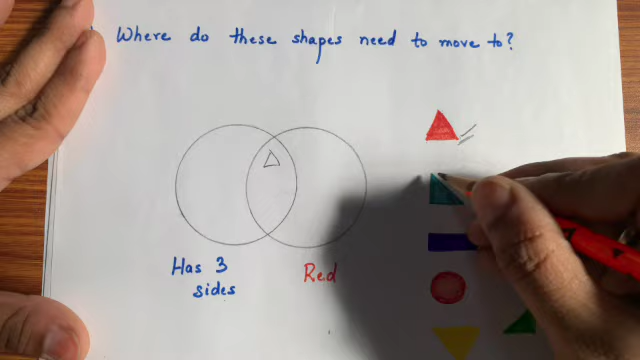 Where do these shapes need to move to?
Has 3
sides
Red